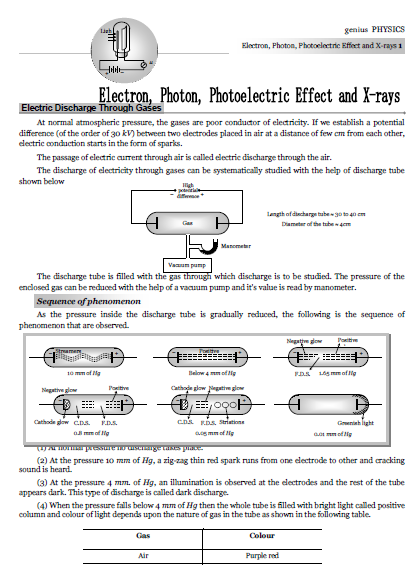 Light
genius PHYSICS
Electron, Photon, Photoelectric Effect and X-rays 1
Electron, Photon, Photoelectric Effect and X-rays
Electric Discharge Through Gases
At normal atmospheric pressure, the gases are poor conductor of electricity. If we establish a potential
difference (of the order of 30 kV) between two electrodes placed in air at a distance of few cm from each other,
electric conduction starts in the form of sparks.
The passage of electric current through air is called electric discharge through the air.
The discharge of electricity through gases can be systematically studied with the help of discharge tube
shown below
High
– potential +
difference
Gas
Length of discharge tube ≈ 30 to 40 cm
Diameter of the tube ≈ 4cm
Manometer
Vacuum pump
The discharge tube is filled with the gas through which discharge is to be studied. The pressure of the
enclosed gas can be reduced with the help of a vacuum pump and it's value is read by manometer.
Sequence of phenomenon
As the pressure inside the discharge tube is gradually reduced, the following is the sequence of
phenomenon that are observed.
Streamers
10 mm of Hg
Positive
Below 4 mm of Hg
Negative glow Positive
F.D.S. 1.65 mm of Hg
Negative glow Positive
Cathode glow C.D.S. F.D.S.
0.8 mm of Hg
Cathode glow Negative glow
C.D.S. F.D.S. Striations
0.05 mm of Hg
Greenish light
0.01 mm of Hg
(1) At normal pressure no discharge takes place.
(2) At the pressure 10 mm of Hg, a zig-zag thin red spark runs from one electrode to other and cracking
sound is heard.
(3) At the pressure 4 mm. of Hg, an illumination is observed at the electrodes and the rest of the tube
appears dark. This type of discharge is called dark discharge.
(4) When the pressure falls below 4 mm of Hg then the whole tube is filled with bright light called positive
column and colour of light depends upon the nature of gas in the tube as shown in the following table.
Gas Colour
Air Purple red